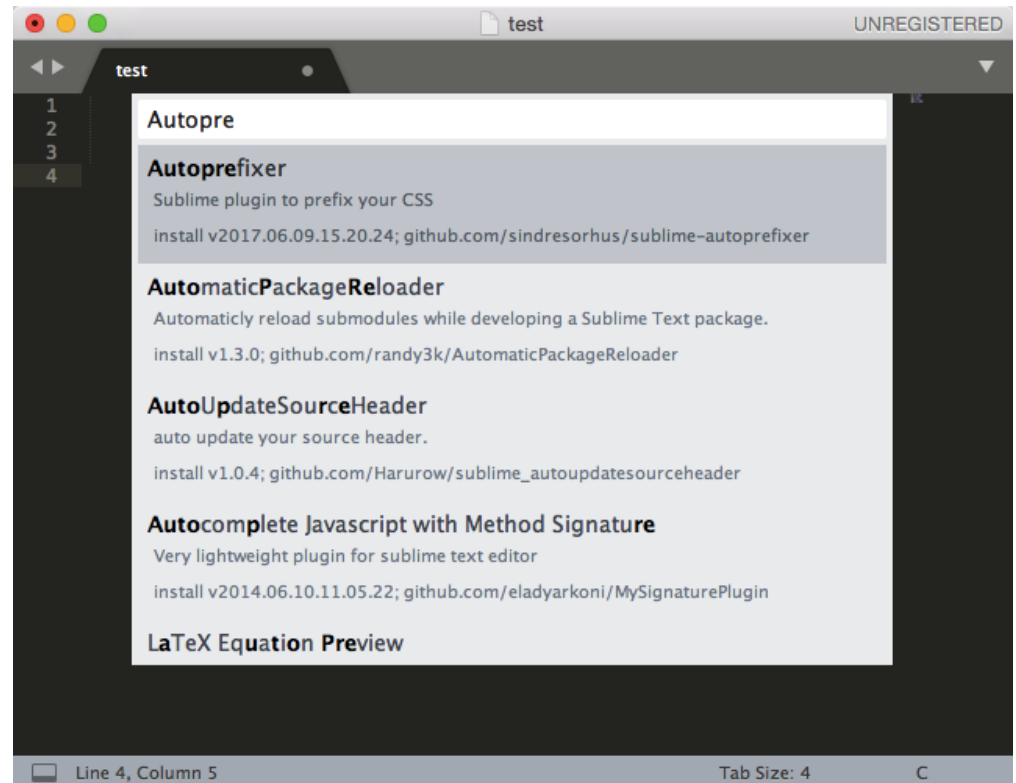 test
UNREGISTERED
test
1
2
3
4
Autopre
Autoprefixer
Sublime plugin to prefix your CSS
install v2017.06.09.15.20.24; github.com/sindresorhus/sublime-autoprefixer
AutomaticPackageReloader
Automaticly reload submodules while developing a Sublime Text package.
install v1.3.0; github.com/randy3k/AutomaticPackageReloader
AutoUpdateSourceHeader
auto update your source header.
install v1.0.4; github.com/Harurow/sublime_autoupdatesourceheader
Autocomplete Javascript with Method Signature
Very lightweight plugin for sublime text editor
install v2014.06.10.11.05.22; github.com/eladyarkoni/MySignaturePlugin
LaTeX Equation Preview
Line 4, Column 5
Tab Size: 4
C